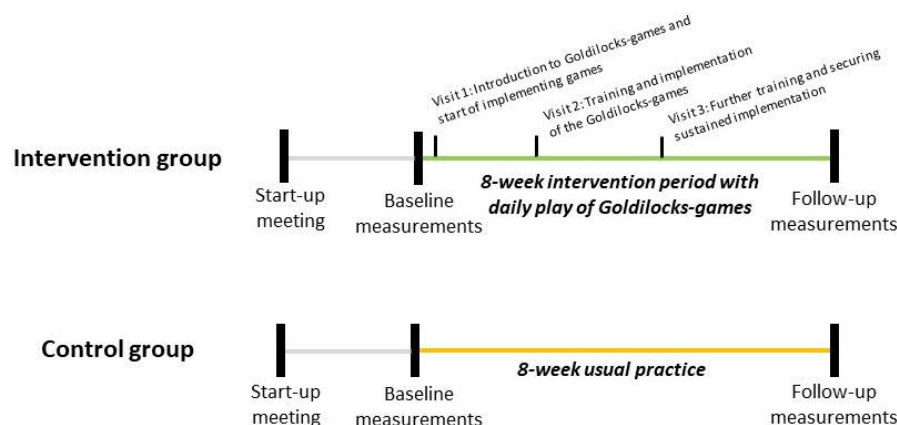 Visit 1: Introduction to Goldilocks-games and
start of implementing games
Visit 2: Training and implementation
of the Goldilocks-games
Visit 3: Further training and securing
sustained implementation
Intervention group
Start-up
meeting
Baseline
measurements
8-week intervention period with
daily play of Goldilocks-games
Follow-up
measurements
Control group
Start-up
meeting
Baseline
measurements
8-week usual practice
Follow-up
measurements